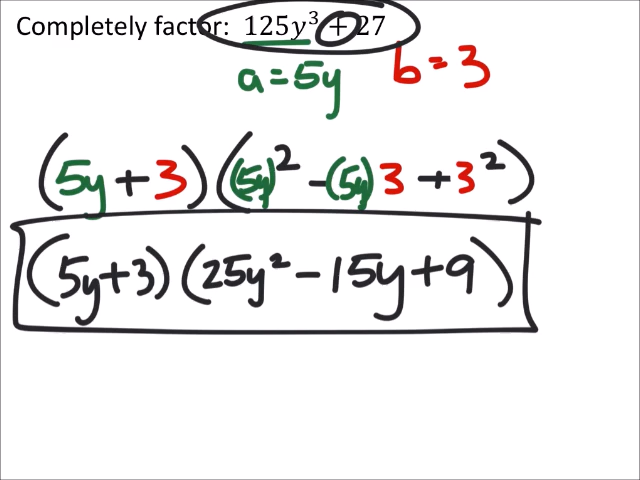 Completely factor: 125y³ + 27
a = 5y b = 3
(5y + 3)((5y)² - (5y)3 + 3²)
(5y + 3)(25y² - 15y + 9)